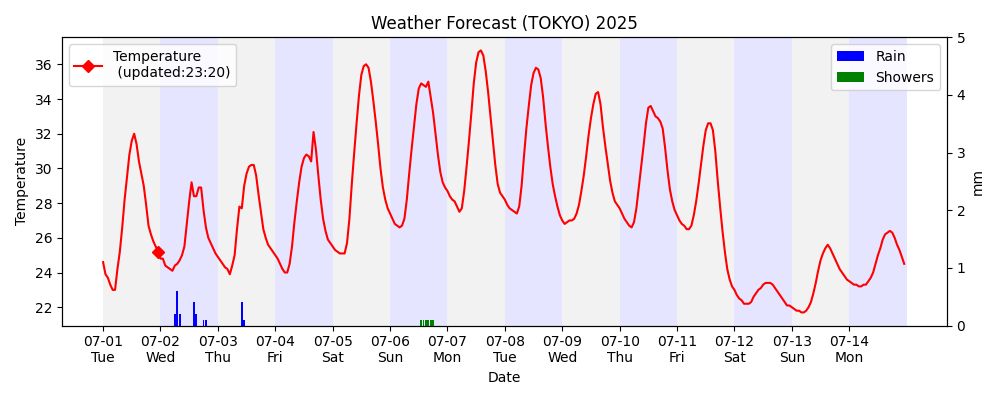 Weather Forecast (TOKYO) 2025
Temperature
(updated:23:20)
Rain
Showers
Temperature
36
34
32
30
28
26
24
22
5
4
3
2
1
0
mm
07-01 07-02 07-03 07-04 07-05 07-06 07-07 07-08 07-09 07-10 07-11 07-12 07-13 07-14
Tue Wed Thu Fri Sat Sun Mon Tue Wed Thu Fri Sat Sun Mon
Date